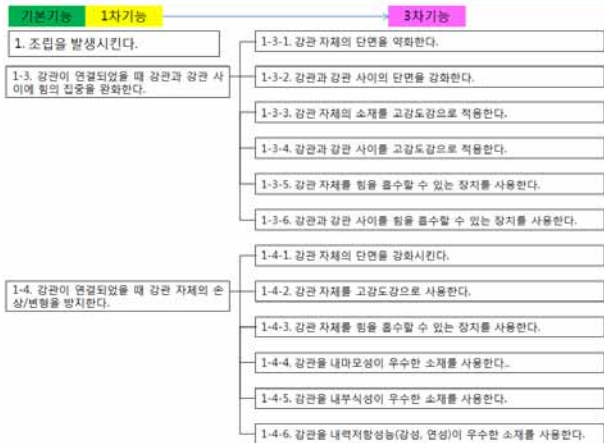 기본기능 1차기능 3차기능
1. 조립을 발생시킨다.
1-3. 강관이 연결되었을 때 강관과 강관 사
이에 힘의 집중을 완화한다.
1-3-1. 강관 자체의 단면을 약화한다.
1-3-2. 강관과 강관 사이의 단면을 강화한다.
1-3-3. 강관 자체의 소재를 고강도강으로 적용한다.
1-3-4. 강관과 강관 사이를 고강도강으로 적용한다.
1-3-5. 강관 자체를 힘을 흡수할 수 있는 장치를 사용한다.
1-3-6. 강관과 강관 사이를 힘을 흡수할 수 있는 장치를 사용한다.
1-4. 강관이 연결되었을 때 강관 자체의 손
상/변형을 방지한다.
1-4-1. 강관 자체의 단면을 강화시킨다.
1-4-2. 강관 자체를 고강도강으로 사용한다.
1-4-3. 강관 자체를 힘을 흡수할 수 있는 장치를 사용한다.
1-4-4. 강관을 내마모성이 우수한 소재를 사용한다..
1-4-5. 강관을 내부식성이 우수한 소재를 사용한다.
1-4-6. 강관을 내력저항성능(강성, 연성)이 우수한 소재를 사용한다.